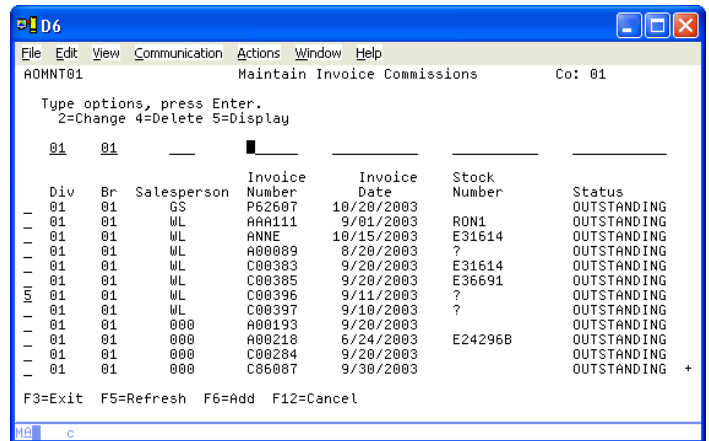 D6
File Edit View Communication Actions Window Help
AOMNT01 Maintain Invoice Commissions Co: 01
Type options, press Enter.
2=Change 4=Delete 5=Display
01 01
Invoice Invoice Stock
Div Br Salesperson Number Date Number Status
01 01 GS P62607 10/20/2003 OUTSTANDING
01 01 WL AAA111 9/01/2003 RON1 OUTSTANDING
01 01 WL ANNE 10/15/2003 E31614 OUTSTANDING
01 01 WL A00089 8/20/2003 ? OUTSTANDING
01 01 WL C00383 9/20/2003 E31614 OUTSTANDING
01 01 WL C00385 9/20/2003 E36691 OUTSTANDING
5 01 01 WL C00396 9/11/2003 ? OUTSTANDING
01 01 WL C00397 9/10/2003 ? OUTSTANDING
01 01 000 A00193 9/20/2003 OUTSTANDING
01 01 000 A00218 6/24/2003 E24296B OUTSTANDING
01 01 000 C00284 9/20/2003 OUTSTANDING
01 01 000 C86087 9/30/2003 OUTSTANDING +
F3=Exit F5=Refresh F6=Add F12=Cancel
MA c